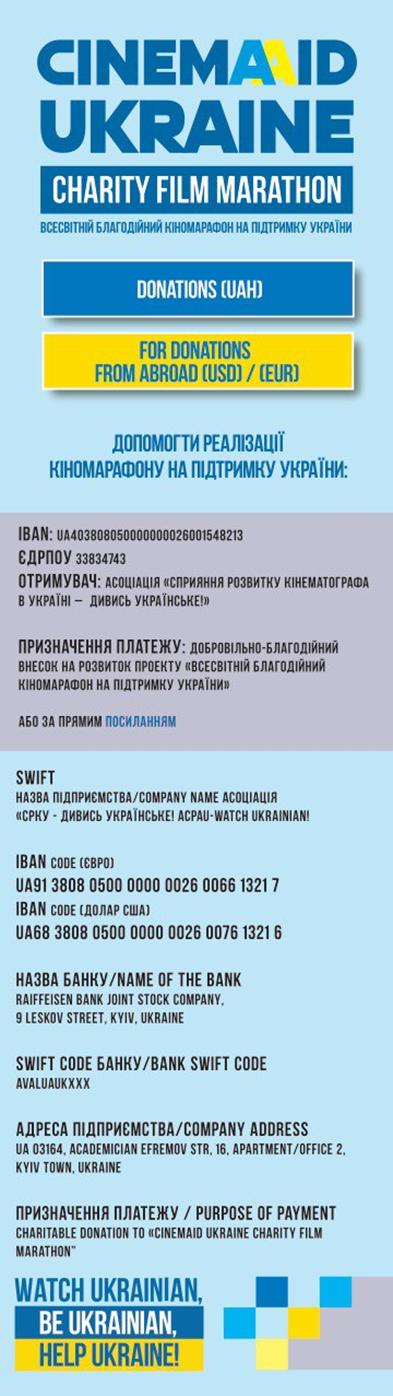 CINEMAAID
UKRAINE
CHARITY FILM MARATHON
ВСЕСВІТНІЙ БЛАГОДІЙНИЙ КІНОМАРАФОН НА ПІДТРИМКУ УКРАЇНИ
DONATIONS (UAH)
FOR DONATIONS
FROM ABROAD (USD) / (EUR)
ДОПОМОГТИ РЕАЛІЗАЦІЇ
КІНОМАРАФОНУ НА ПІДТРИМКУ УКРАЇНИ:
IBAN: UA403808050000000026001548213
ЄДРПОУ 33834743
ОТРИМУВАЧ: АСОЦІАЦІЯ «СПРИЯННЯ РОЗВИТКУ КІНЕМАТОГРАФА
В УКРАЇНІ – ДИВИСЬ УКРАЇНСЬКЕ!»
ПРИЗНАЧЕННЯ ПЛАТЕЖУ: ДОБРОВІЛЬНО-БЛАГОДІЙНИЙ
ВНЕСОК НА РОЗВИТОК ПРОЕКТУ «ВСЕСВІТНІЙ БЛАГОДІЙНИЙ
КІНОМАРАФОН НА ПІДТРИМКУ УКРАЇНИ»
АБО ЗА ПРЯМИМ ПОСИЛАННЯМ
SWIFT
НАЗВА ПІДПРИЄМСТВА/COMPANY NAME АСОЦІАЦІЯ
«СРКУ - ДИВИСЬ УКРАЇНСЬКЕ! ACPAU-WATCH UKRAINIAN!
IBAN CODE (ЄВРО)
UA91 3808 0500 0000 0026 0066 1321 7
IBAN CODE (ДОЛАР США)
UA68 3808 0500 0000 0026 0076 1321 6
НАЗВА БАНКУ/NAME OF THE BANK
RAIFFEISEN BANK JOINT STOCK COMPANY,
9 LESKOV STREET, KYIV, UKRAINE
SWIFT CODE БАНКУ/BANK SWIFT CODE
AVALUAUKXXX
АДРЕСА ПІДПРИЄМСТВА/COMPANY ADDRESS
UA 03164, ACADEMICIAN EFREMOV STR, 16, APARTMENT/OFFICE 2,
KYIV TOWN, UKRAINE
ПРИЗНАЧЕННЯ ПЛАТЕЖУ / PURPOSE OF PAYMENT
CHARITABLE DONATION TO «CINEMAID UKRAINE CHARITY FILM
MARATHON"
WATCH UKRAINIAN,
BE UKRAINIAN,
HELP UKRAINE!